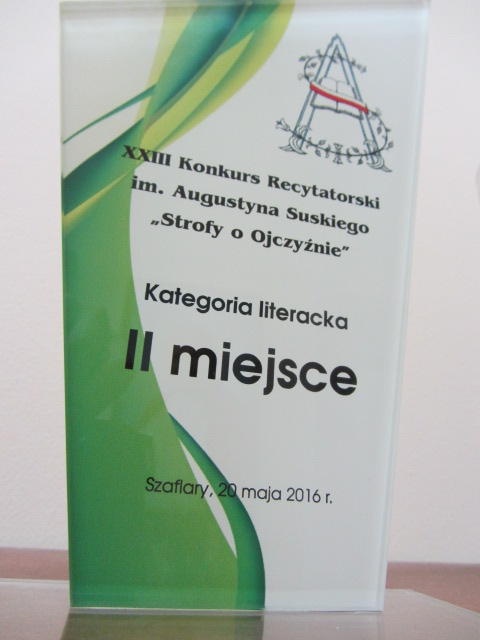 XXIII Konkurs Recytatorski
im. Augustyna Suskiego
„Strofy o Ojczyźnie”
Kategoria literacka
II miejsce
Szaflary, 20 maja 2016 r.